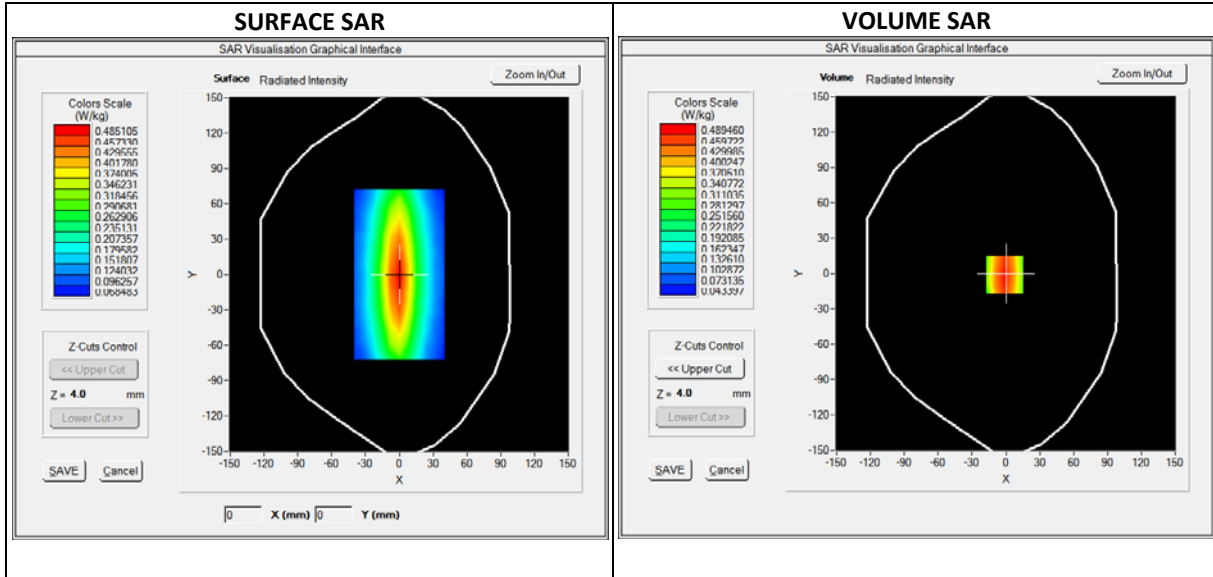 SURFACE SAR
SAR Visualisation Graphical Interface
Surface Radiated Intensity
Zoom In/Out
Colors Scale
(W/kg)
0.485105
0.457330
0.429555
0.401780
0.374005
0.346231
0.318456
0.290681
0.262906
0.235131
0.207357
0.179582
0.151807
0.124032
0.096257
0.068483
Z-Cuts Control
<< Upper Cut
Z = 4.0 mm
Lower Cut >>
SAVE Cancel
150
120
90
60
30
0
-30
-60
-90
-120
-150
Y
-150 -120 -90 -60 -30 0 30 60 90 120 150
X
0 X (mm) 0 Y (mm)
VOLUME SAR
SAR Visualisation Graphical Interface
Volume Radiated Intensity
Zoom In/Out
Colors Scale
(W/kg)
0.489460
0.459722
0.429985
0.400247
0.370510
0.340772
0.311035
0.281297
0.251560
0.221822
0.192085
0.162347
0.132610
0.102872
0.073135
0.043397
Z-Cuts Control
<< Upper Cut
Z = 4.0 mm
Lower Cut >>
SAVE Cancel
150
120
90
60
30
0
-30
-60
-90
-120
-150
Y
-150 -120 -90 -60 -30 0 30 60 90 120 150
X